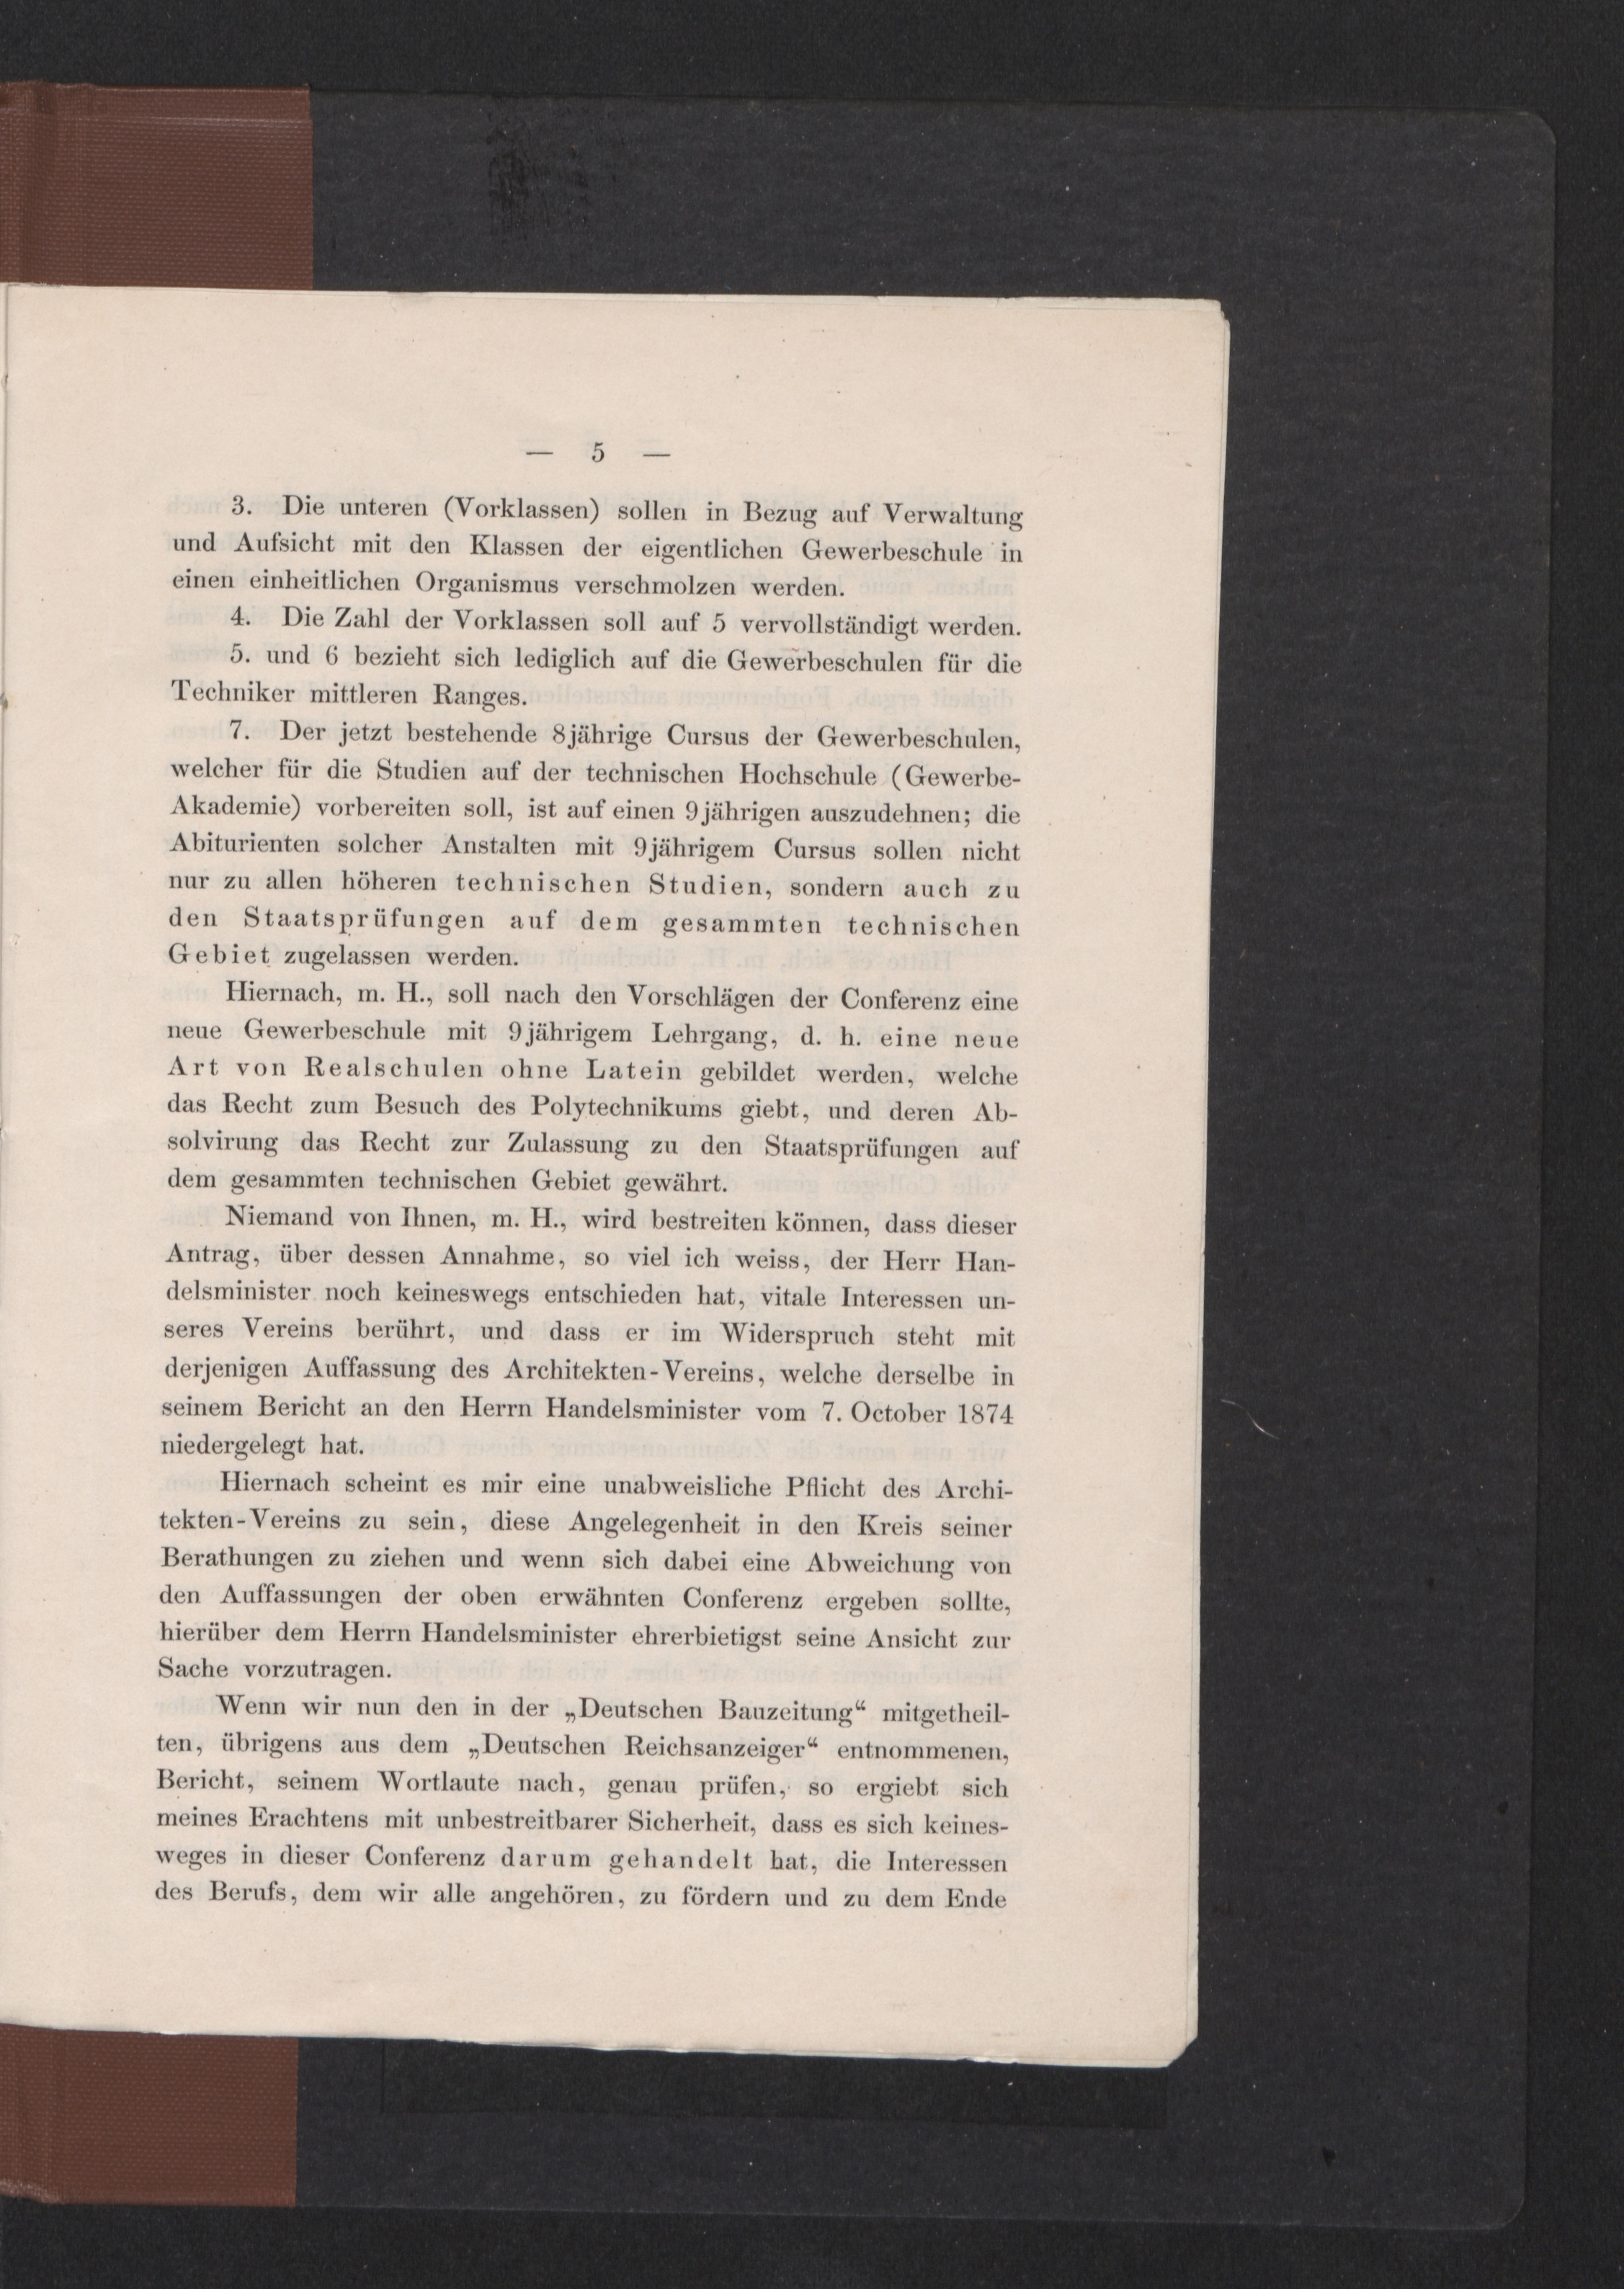 — 5 —
3. Die unteren (Vorklassen) sollen in Bezug auf Verwaltung
und Aufsicht mit den Klassen der eigentlichen Gewerbeschule in
einen einheitlichen Organismus verschmolzen werden.
4. Die Zahl der Vorklassen soll auf 5 vervollständigt werden.
5. und 6 bezieht sich lediglich auf die Gewerbeschulen für die
Techniker mittleren Ranges.
7. Der jetzt bestehende 8jährige Cursus der Gewerbeschulen,
welcher für die Studien auf der technischen Hochschule (Gewerbe-
Akademie) vorbereiten soll, ist auf einen 9jährigen auszudehnen; die
Abiturienten solcher Anstalten mit 9jährigem Cursus sollen nicht
nur zu allen höheren technischen Studien, sondern auch zu
den Staatsprüfungen auf dem gesammten technischen
Gebiet zugelassen werden.
Hiernach, m. H., soll nach den Vorschlägen der Conferenz eine
neue Gewerbeschule mit 9jährigem Lehrgang, d. h. eine neue
Art von Realschulen ohne Latein gebildet werden, welche
das Recht zum Besuch des Polytechnikums giebt, und deren Ab-
solvirung das Recht zur Zulassung zu den Staatsprüfungen auf
dem gesammten technischen Gebiet gewährt.
Niemand von Ihnen, m. H., wird bestreiten können, dass dieser
Antrag, über dessen Annahme, so viel ich weiss, der Herr Han-
delsminister noch keineswegs entschieden hat, vitale Interessen un-
seres Vereins berührt, und dass er im Widerspruch steht mit
derjenigen Auffassung des Architekten-Vereins, welche derselbe in
seinem Bericht an den Herrn Handelsminister vom 7. October 1874
niedergelegt hat.
Hiernach scheint es mir eine unabweisliche Pflicht des Archi-
tekten-Vereins zu sein, diese Angelegenheit in den Kreis seiner
Berathungen zu ziehen und wenn sich dabei eine Abweichung von
den Auffassungen der oben erwähnten Conferenz ergeben sollte,
hierüber dem Herrn Handelsminister ehrerbietigst seine Ansicht zur
Sache vorzutragen.
Wenn wir nun den in der „Deutschen Bauzeitung“ mitgetheil-
ten, übrigens aus dem „Deutschen Reichsanzeiger“ entnommenen,
Bericht, seinem Wortlaute nach, genau prüfen, so ergiebt sich
meines Erachtens mit unbestreitbarer Sicherheit, dass es sich keines-
weges in dieser Conferenz darum gehandelt hat, die Interessen
des Berufs, dem wir alle angehören, zu fördern und zu dem Ende